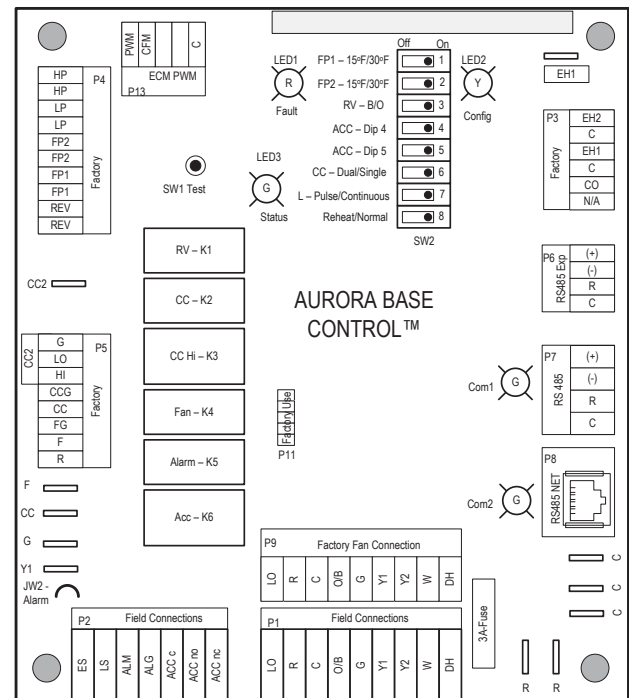 PWM
CFM
C
ECM PWM
P13
Off On
LED1
R
Fault
FP1 – 15ºF/30ºF 1
FP2 – 15ºF/30ºF 2
RV – B/O 3
ACC – Dip 4 4
ACC – Dip 5 5
CC – Dual/Single 6
L – Pulse/Continuous 7
Reheat/Normal 8
SW2
LED2
Y
Config
EH1
HP
HP
LP
LP
FP2
FP2
FP1
FP1
REV
REV
P4
Factory
SW1 Test
LED3
G
Status
P3
Factory
EH2
C
EH1
C
CO
N/A
RV – K1
CC – K2
CC Hi – K3
Fan – K4
Alarm – K5
Acc – K6
AURORA BASE
CONTROL™
P6
RS485 Exp
(+)
(-)
R
C
CC2
CC2
G
LO
HI
CCG
CC
FG
F
R
P5
Factory
Factory Use
P11
Com1
G
P7
RS 485
(+)
(-)
R
C
Com2
G
P8
RS485 NET
F
CC
G
Y1
JW2 -
Alarm
P9
Factory Fan Connection
LO
R
C
O/B
G
Y1
Y2
W
DH
C
C
C
P2
Field Connections
ES
LS
ALM
ALG
ACC c
ACC no
ACC nc
P1
Field Connections
LO
R
C
O/B
G
Y1
Y2
W
DH
3A-Fuse
R
R